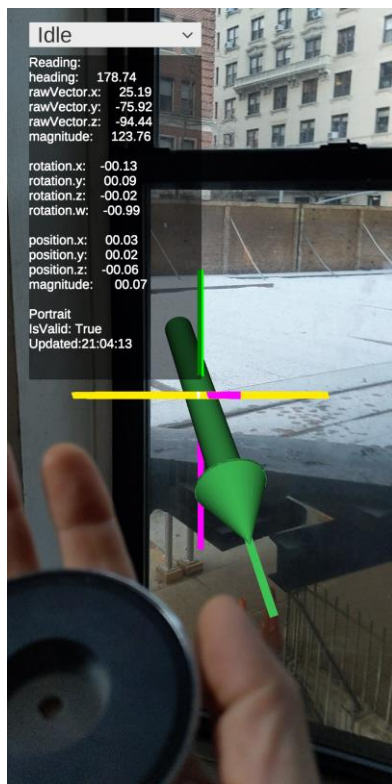 Idle
Reading:
heading: 178.74
rawVector.x: 25.19
rawVector.y: -75.92
rawVector.z: -94.44
magnitude: 123.76
rotation.x: -00.13
rotation.y: 00.09
rotation.z: -00.02
rotation.w: -00.99
position.x: 00.03
position.y: 00.02
position.z: -00.06
magnitude: 00.07
Portrait
IsValid: True
Updated:21:04:13